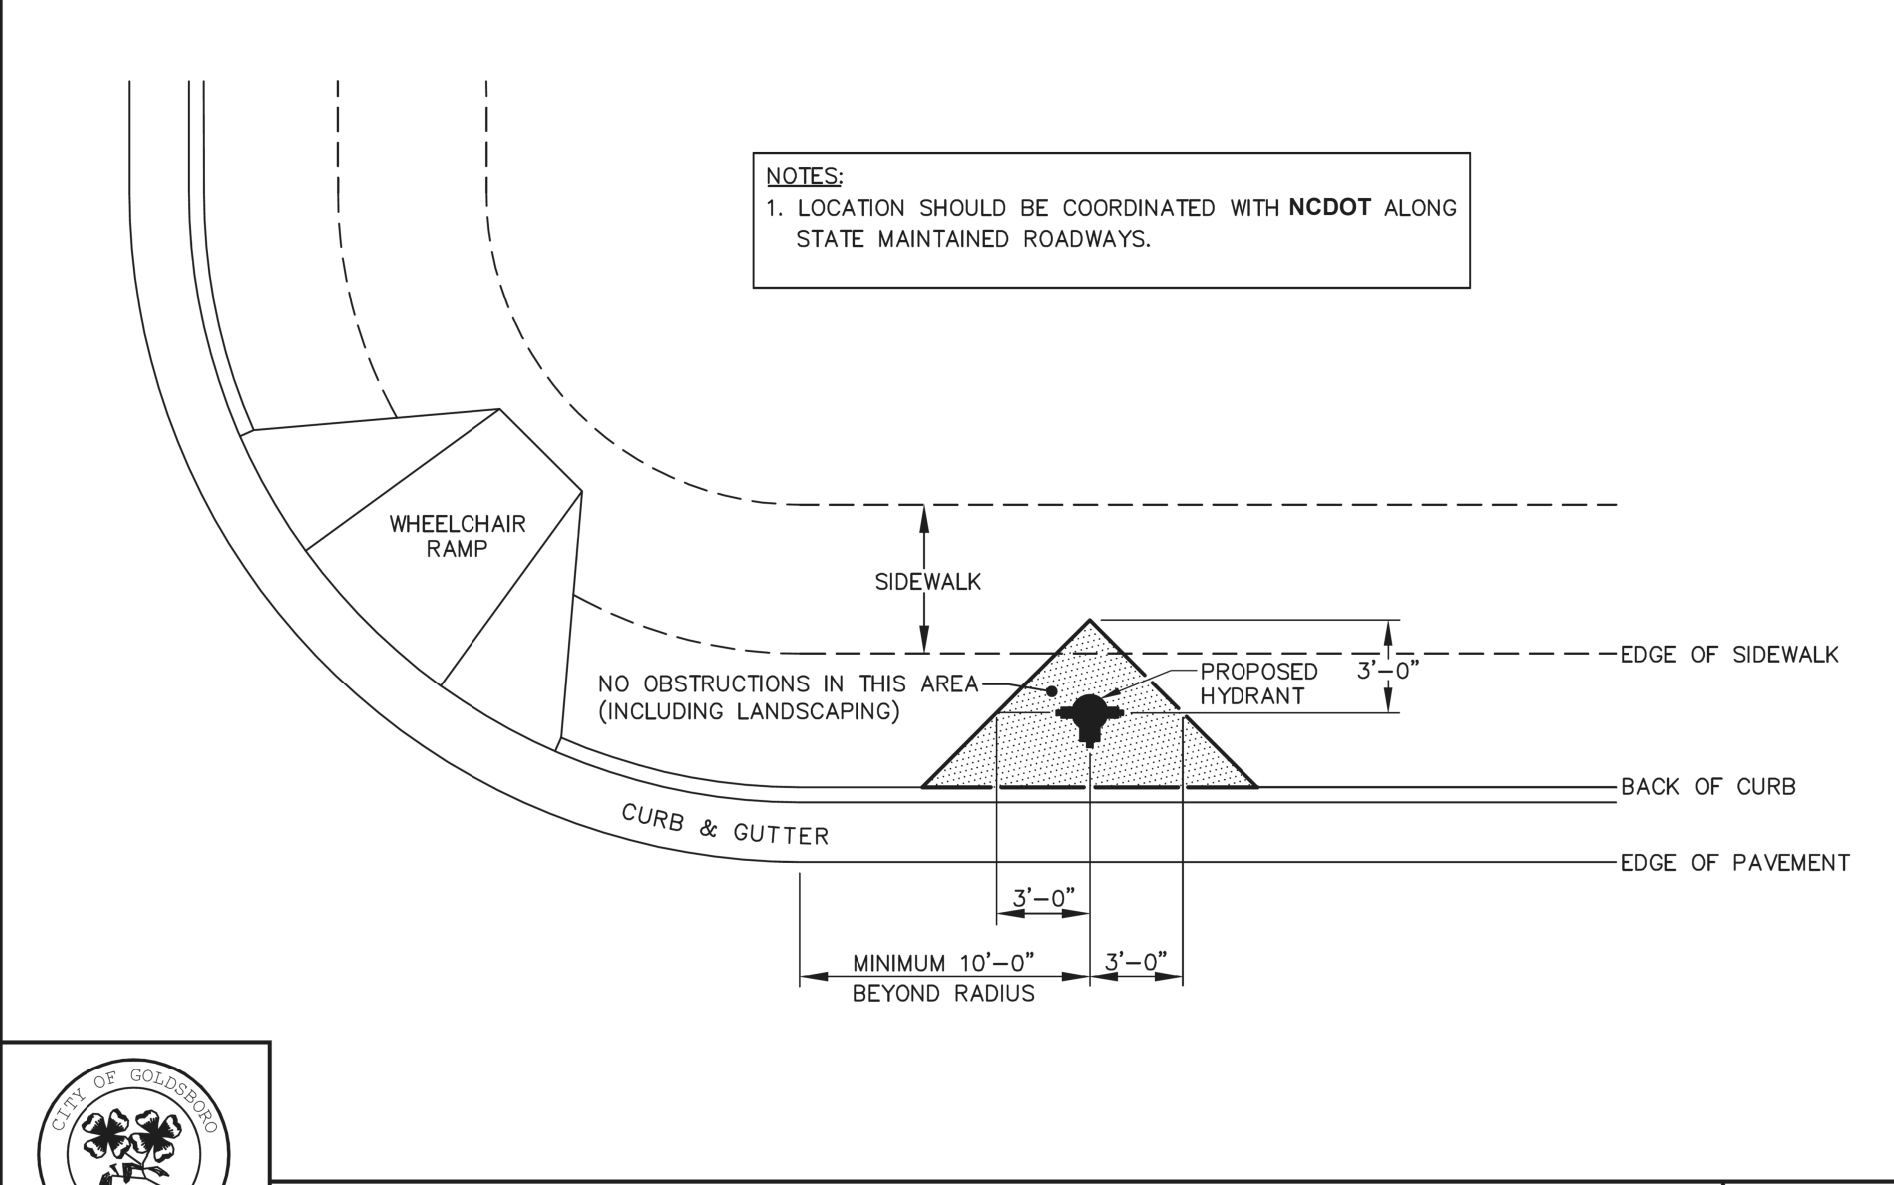 NOTES:
1. LOCATION SHOULD BE COORDINATED WITH NCDOT ALONG
STATE MAINTAINED ROADWAYS.
WHEELCHAIR
RAMP
SIDEWALK
EDGE OF SIDEWALK
PROPOSED
HYDRANT
3'-0"
NO OBSTRUCTIONS IN THIS AREA
(INCLUDING LANDSCAPING)
BACK OF CURB
CURB & GUTTER
EDGE OF PAVEMENT
3'-0"
MINIMUM 10'-0"
BEYOND RADIUS
3'-0"
CITY OF GOLDSBORO